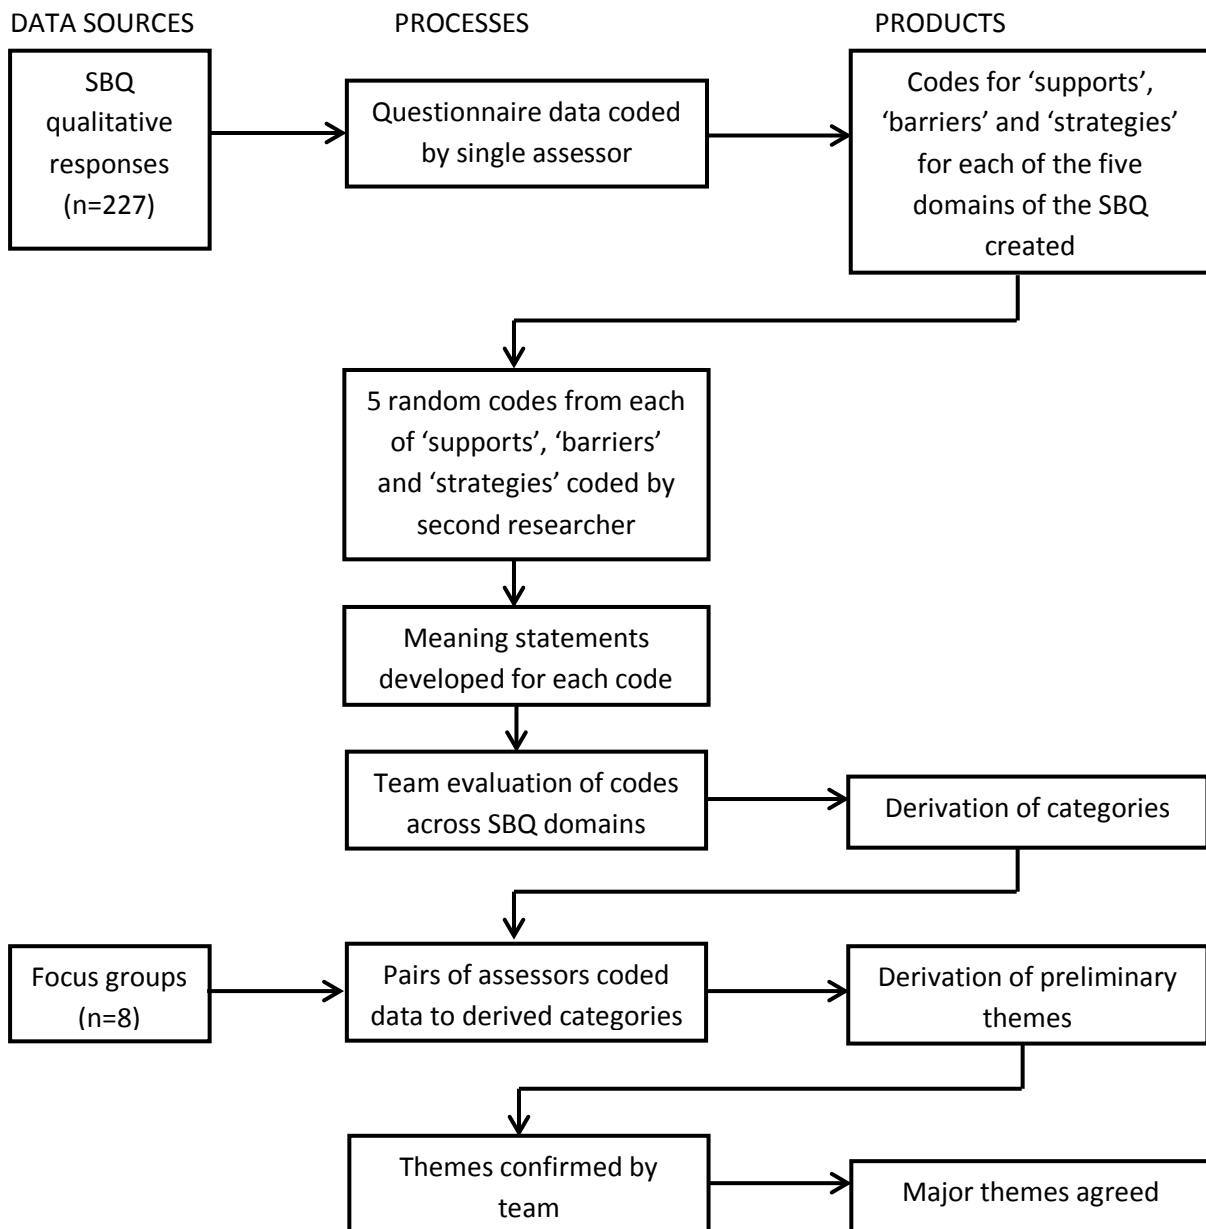 DATA SOURCES
PROCESSES
PRODUCTS
SBQ
qualitative
responses
(n=227)
Questionnaire data coded
by single assessor
Codes for ‘supports’,
‘barriers’ and ‘strategies’
for each of the five
domains of the SBQ
created
5 random codes from each
of ‘supports’, ‘barriers’
and ‘strategies’ coded by
second researcher
Meaning statements
developed for each code
Team evaluation of codes
across SBQ domains
Derivation of categories
Focus groups
(n=8)
Pairs of assessors coded
data to derived categories
Derivation of preliminary
themes
Themes confirmed by
team
Major themes agreed